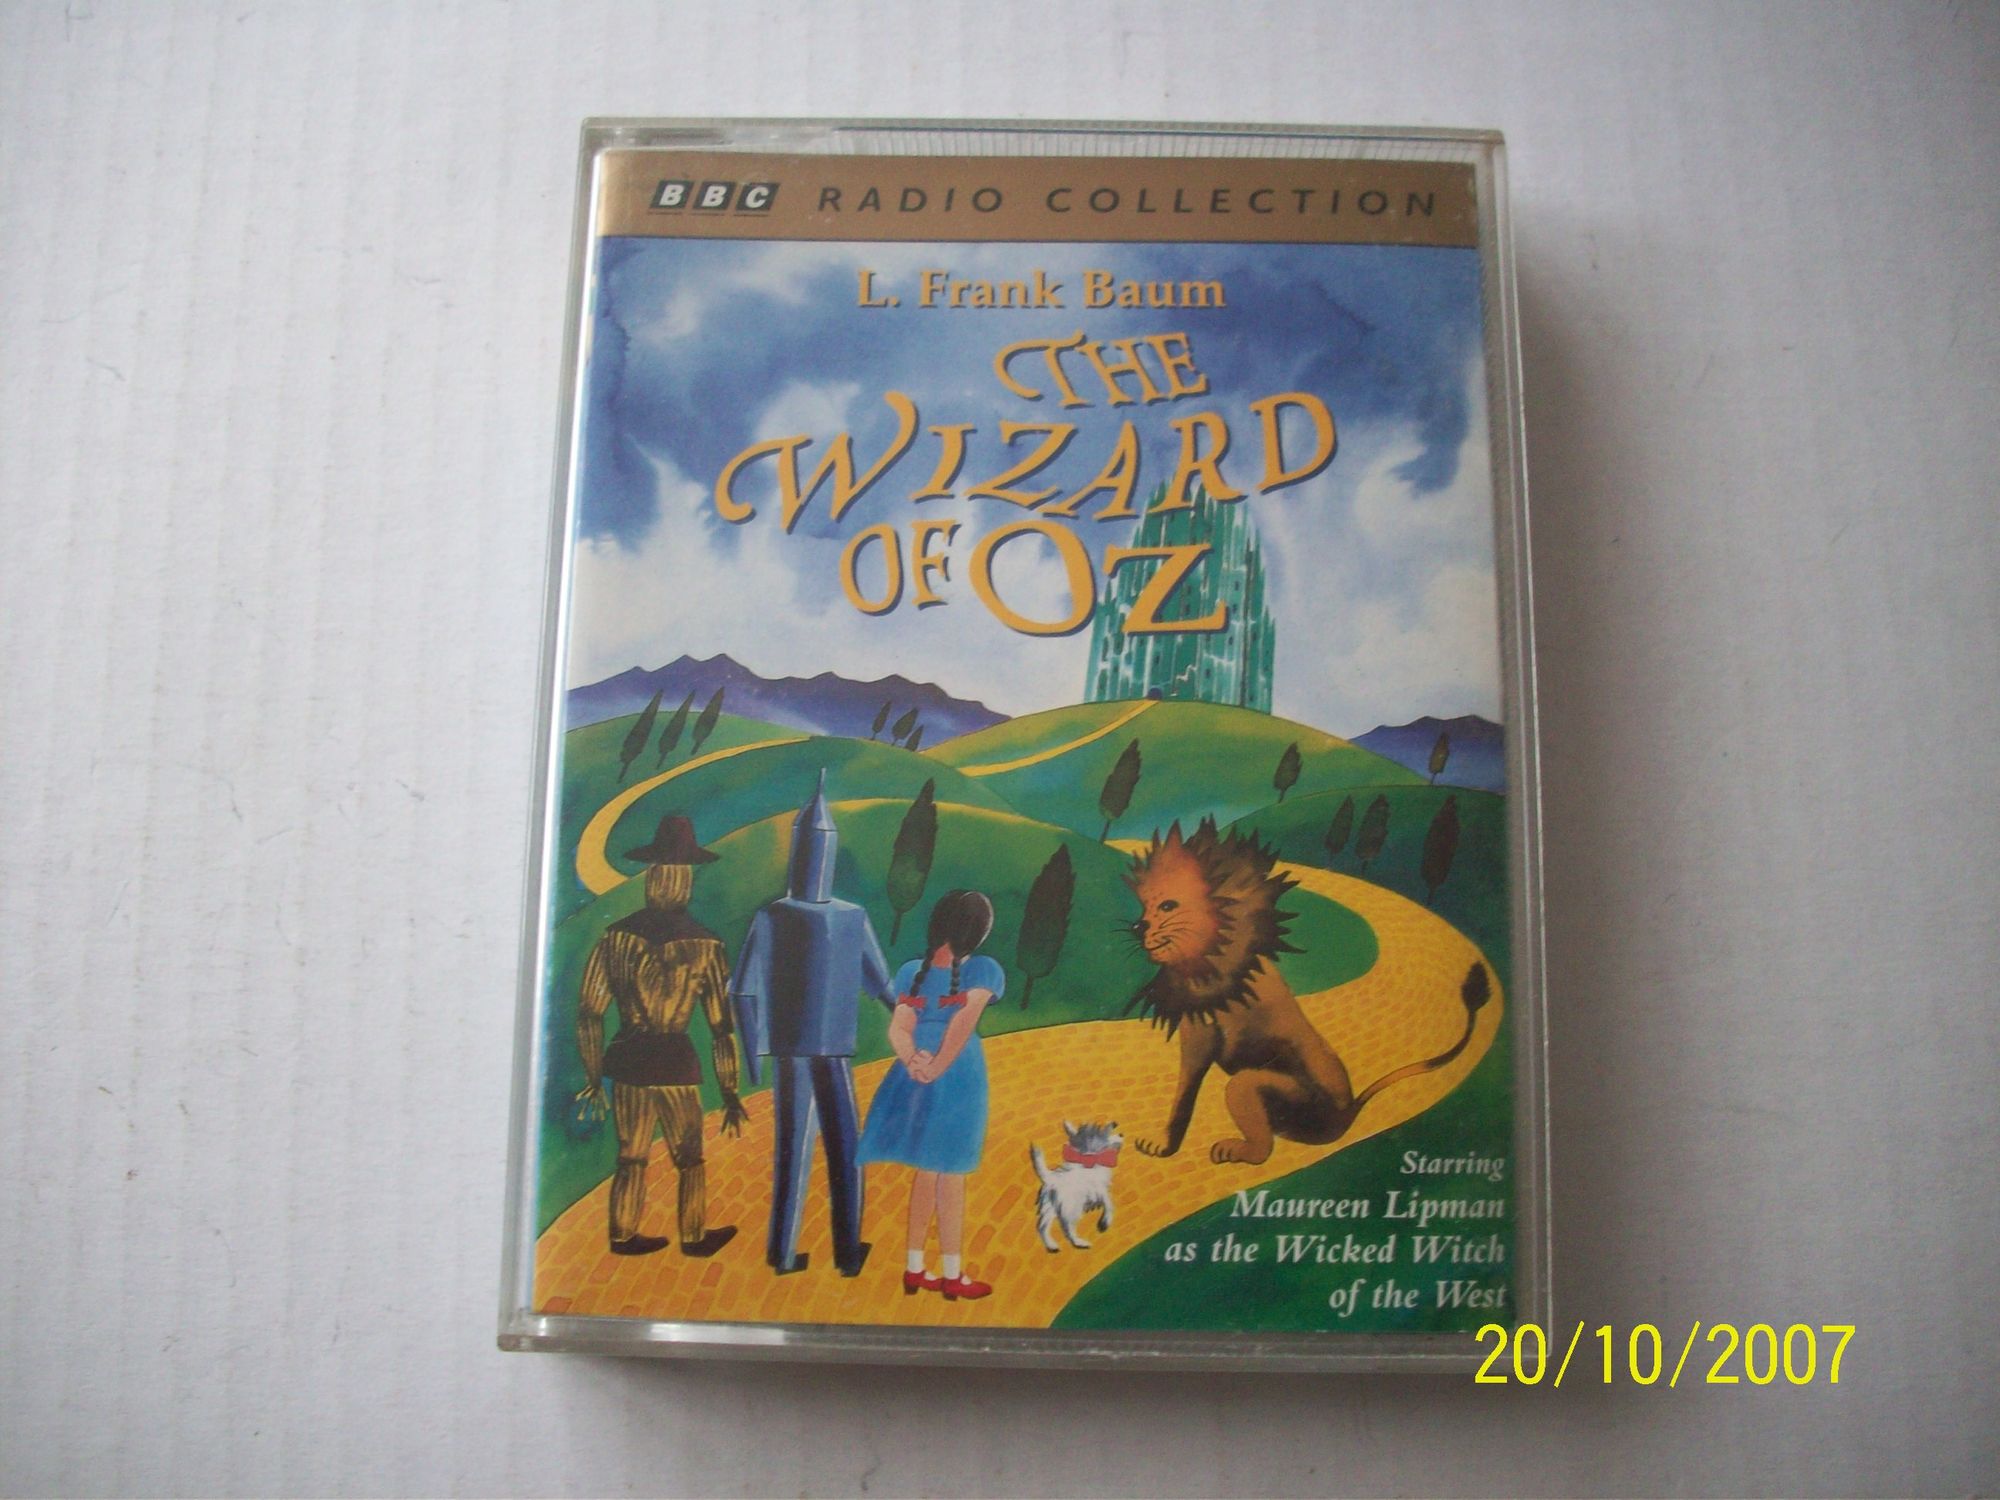 BBC RADIO COLLECTION
L. Frank Baum
THE
WIZARD
OF OZ
Starring
Maureen Lipman
as the Wicked Witch
of the West
20/10/2007